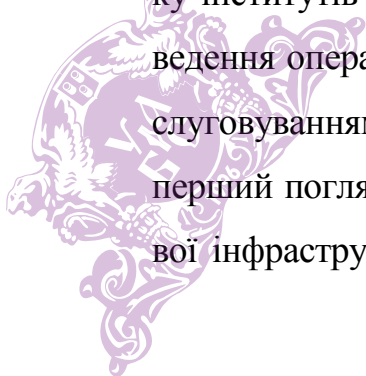 ку інститутів
ведення опера
слуговуванням
перший погля
вої інфрастру